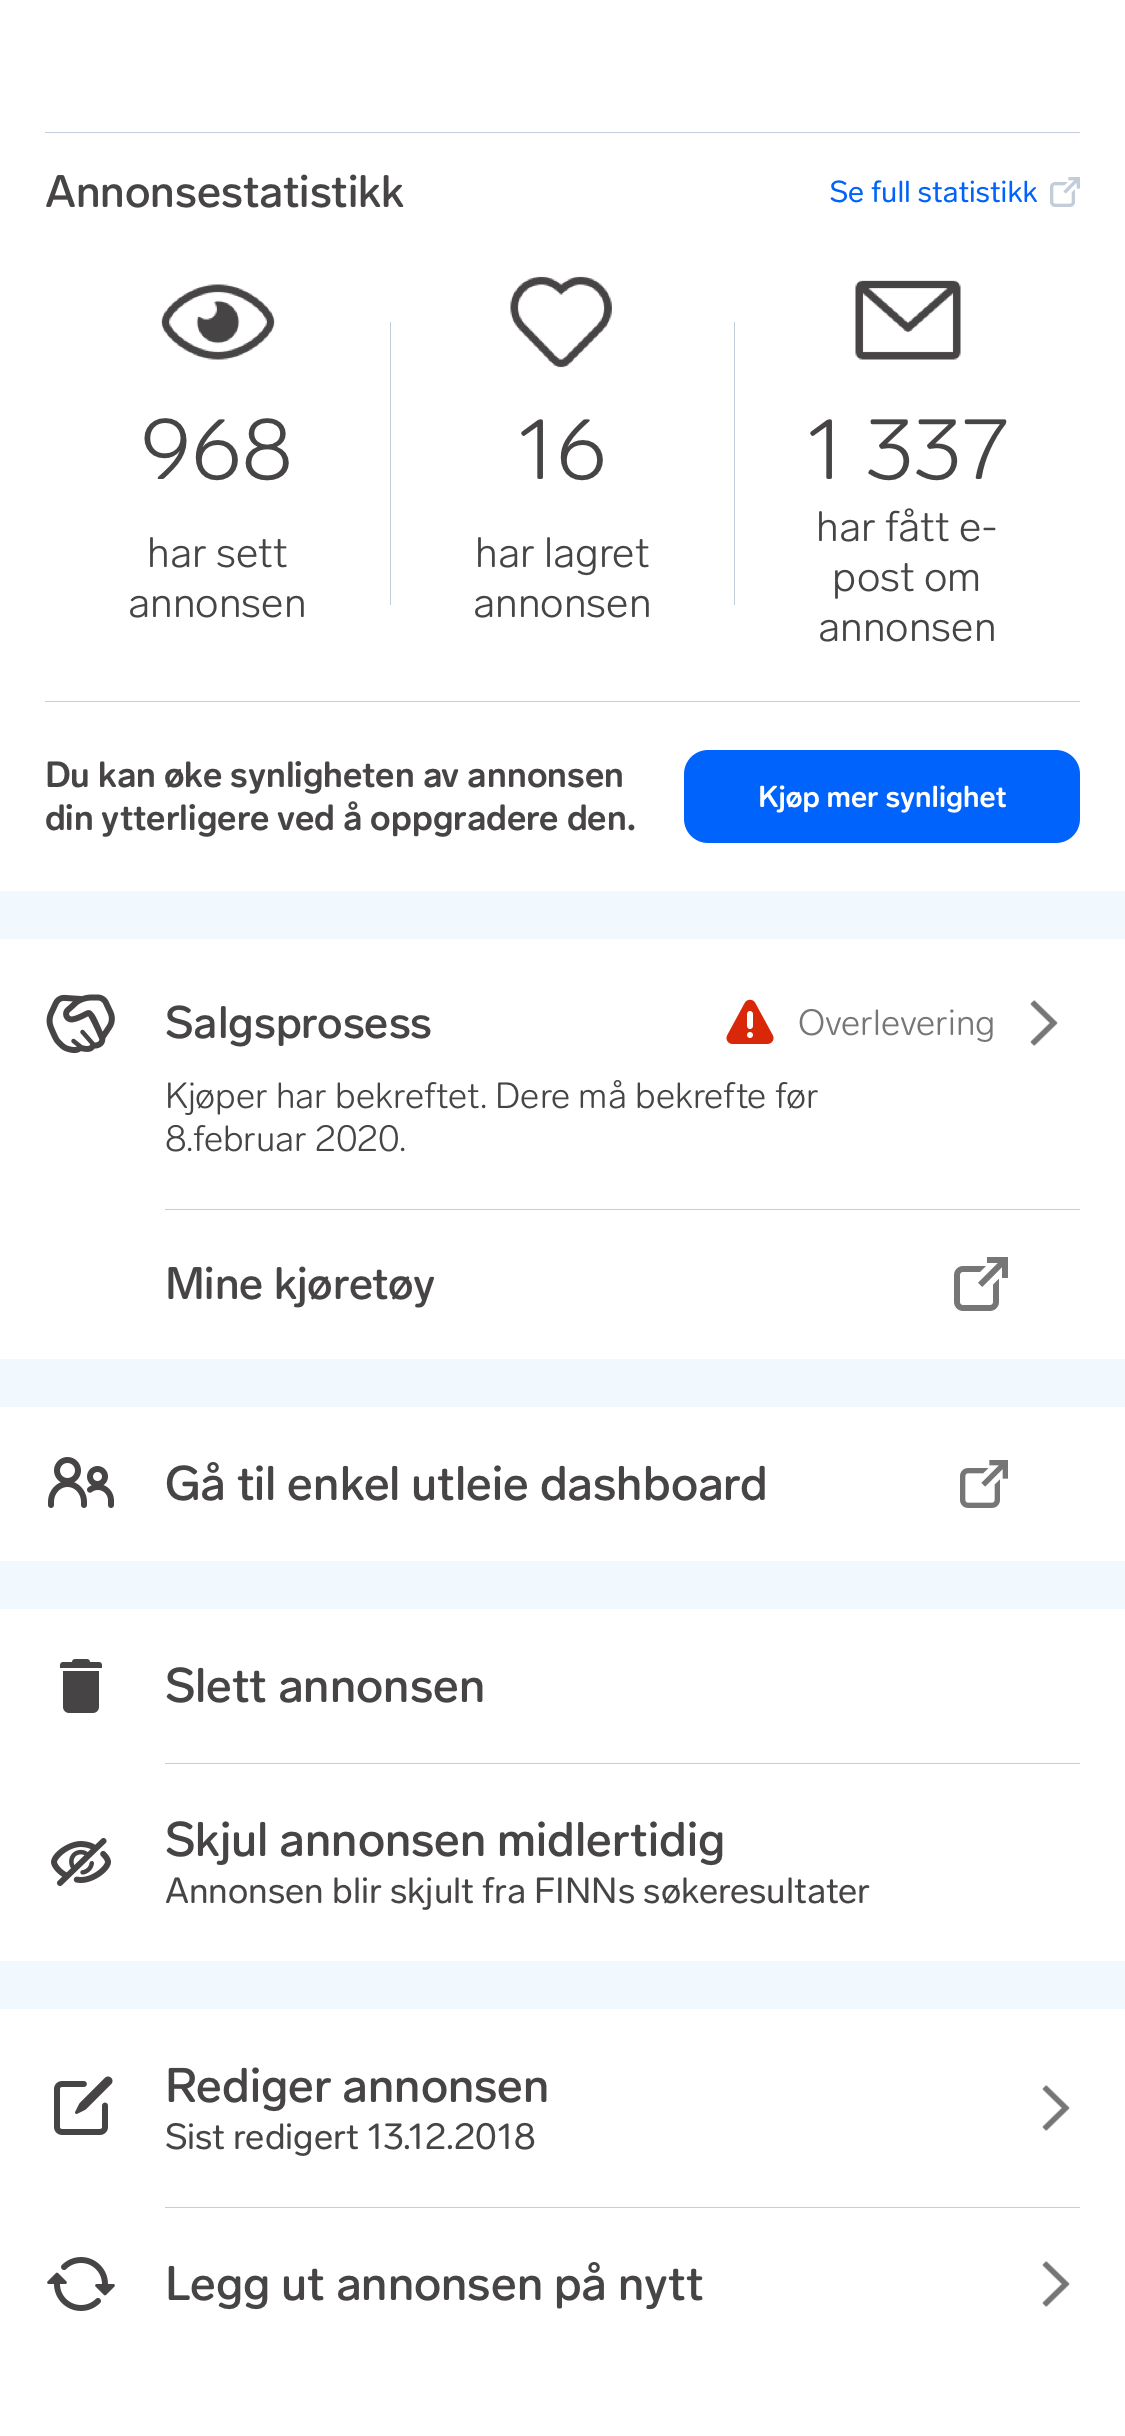 Annonsestatistikk
Se full statistikk
968
har sett
annonsen
16
har lagret
annonsen
1 337
har fått e-
post om
annonsen
Du kan øke synligheten av annonsen
din ytterligere ved å oppgradere den.
Kjøp mer synlighet
Salgsprosess
Overlevering
Kjøper har bekreftet. Dere må bekrefte før
8.februar 2020.
Mine kjøretøy
Gå til enkel utleie dashboard
Slett annonsen
Skjul annonsen midlertidig
Annonsen blir skjult fra FINNs søkeresultater
Rediger annonsen
Sist redigert 13.12.2018
Legg ut annonsen på nytt